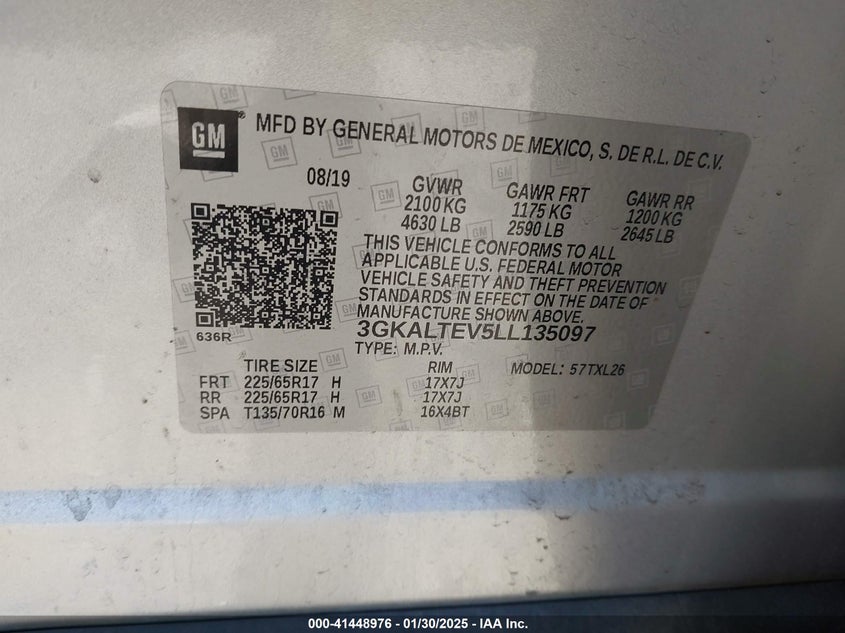 GM
MFD BY GENERAL MOTORS DE MEXICO, S. DE R.L. DE C.V.
08/19 GVWR GAWR FRT GAWR RR
2100 KG 1175 KG 1200 KG
4630 LB 2590 LB 2645 LB
THIS VEHICLE CONFORMS TO ALL
APPLICABLE U.S. FEDERAL MOTOR
VEHICLE SAFETY AND THEFT PREVENTION
STANDARDS IN EFFECT ON THE DATE OF
MANUFACTURE SHOWN ABOVE.
636R
3GKALTEV5LL135097
TYPE: M.P.V.
TIRE SIZE RIM MODEL: 57TXL26
FRT 225/65R17 H 17X7J
RR 225/65R17 H 17X7J
SPA T135/70R16 M 16X4BT
000-41448976 - 01/30/2025 - IAA Inc.